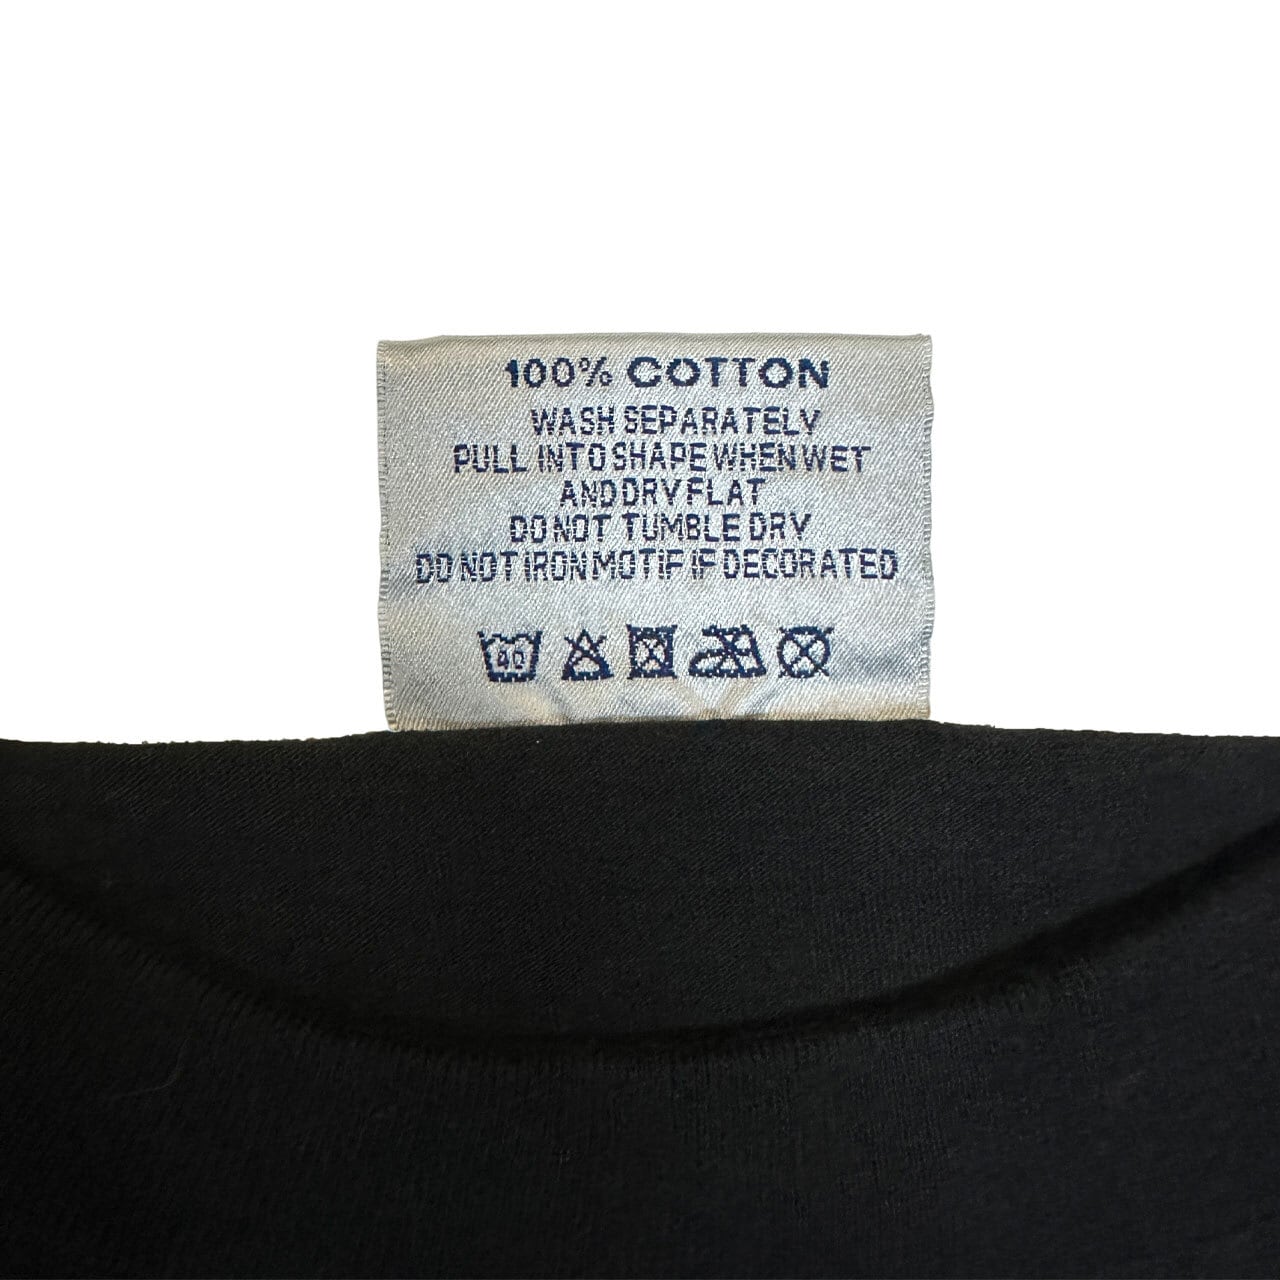 100% COTTON
WASH SEPARATELY
PULL INTO SHAPE WHEN WET
AND DRY FLAT
DO NOT TUMBLE DRY
DO NOT IRON MOTIF IF DECORATED
40